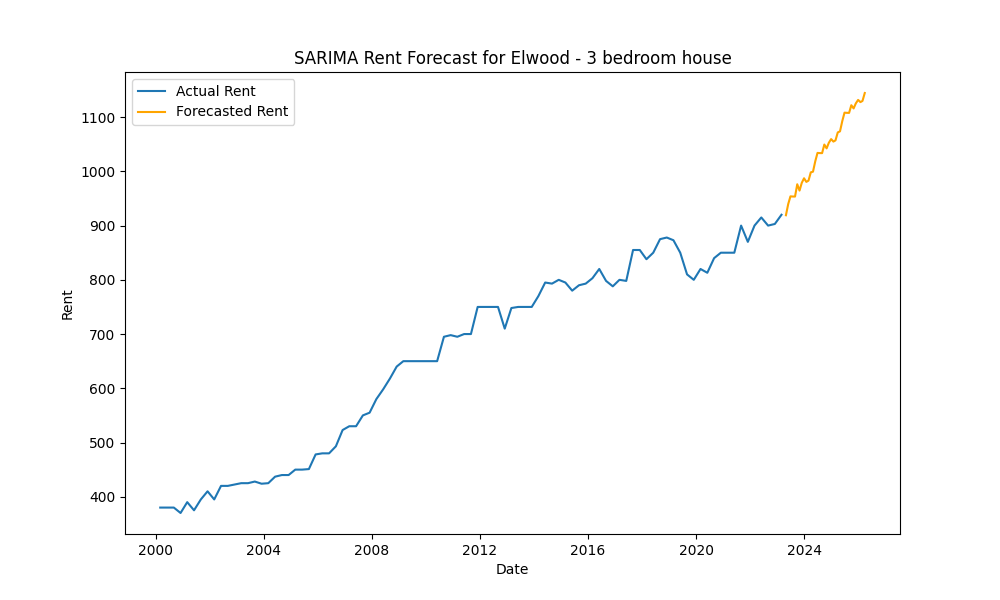 SARIMA Rent Forecast for Elwood - 3 bedroom house
Actual Rent
Forecasted Rent
1100
1000
900
800
700
600
500
400
Rent
2000 2004 2008 2012 2016 2020 2024
Date